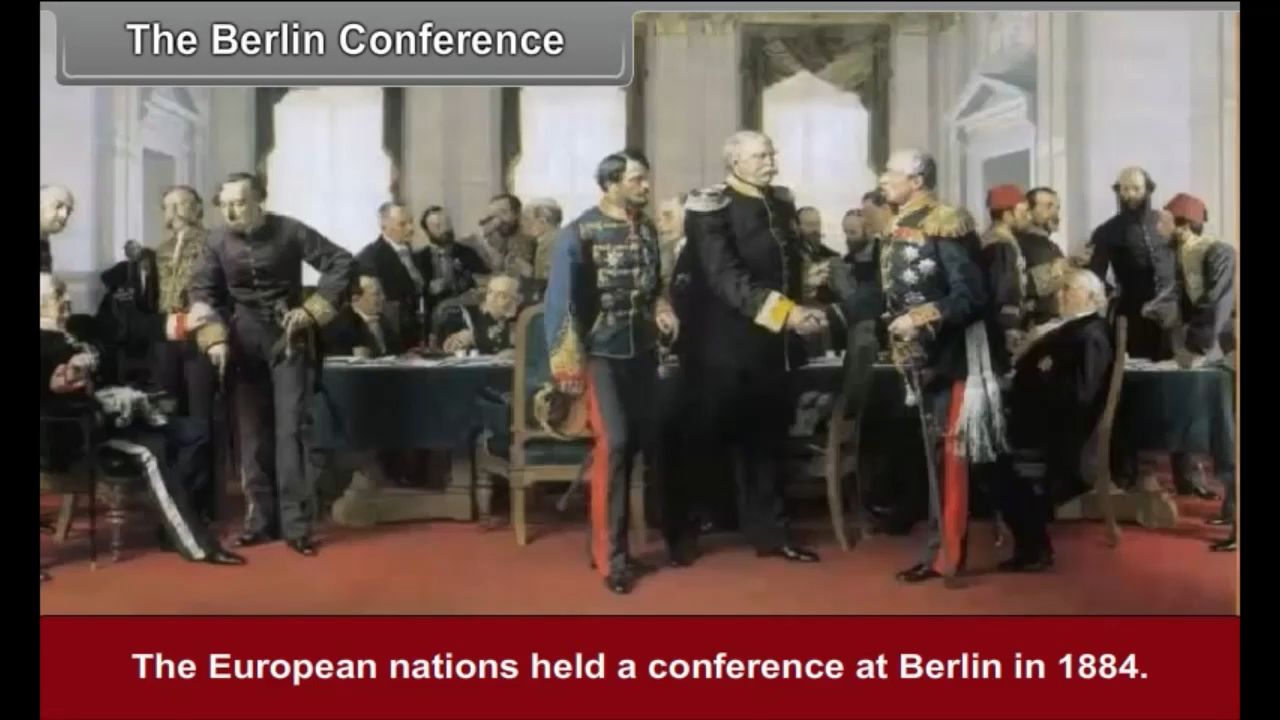 The Berlin Conference
The European nations held a conference at Berlin in 1884.